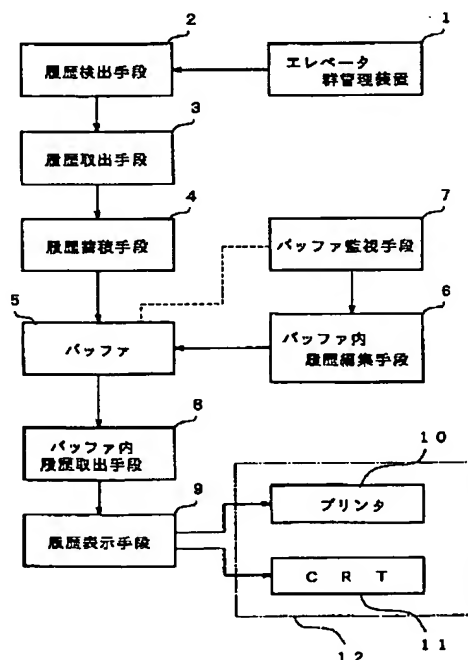 2
履歴検出手段
1
エレベータ
群管理装置
3
履歴取出手段
4
履歴蓄積手段
7
バッファ監視手段
5
バッファ
6
バッファ内
履歴編集手段
8
バッファ内
履歴取出手段
9
履歴表示手段
10
プリンタ
CRT
11
12